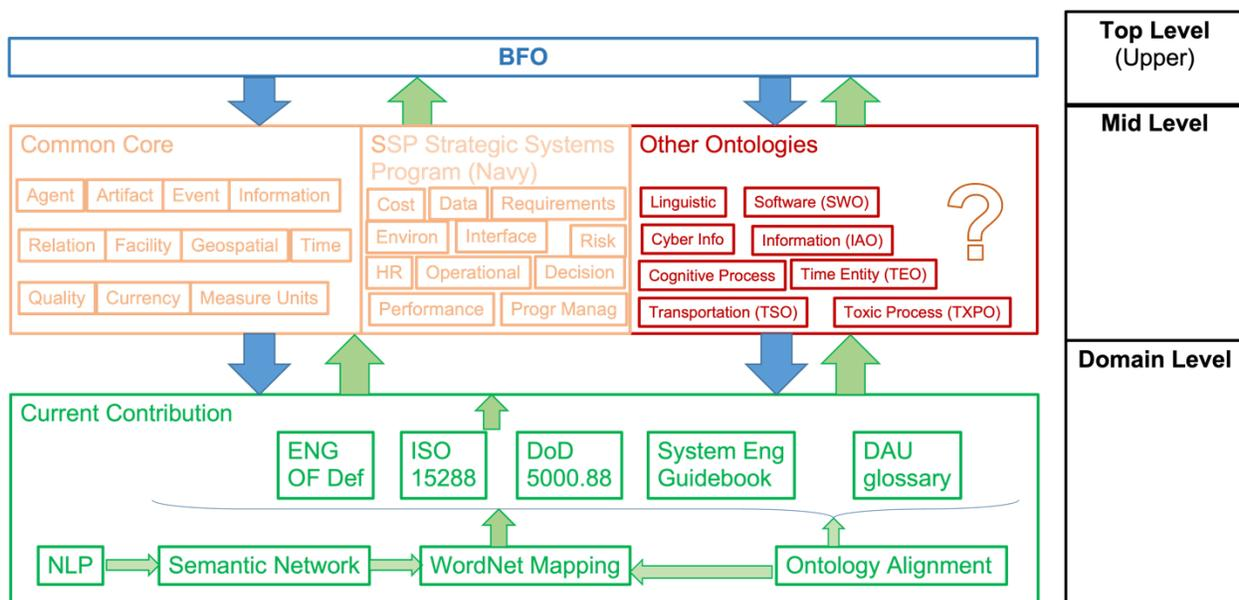 BFO
Top Level
(Upper)
Mid Level
Common Core
Agent
Artifact
Event
Information
Relation
Facility
Geospatial
Time
Quality
Currency
Measure Units
SSP Strategic Systems
Program (Navy)
Cost
Data
Requirements
Environ
Interface
Risk
HR
Operational
Decision
Performance
Progr Manag
Other Ontologies
Linguistic
Software (SWO)
Cyber Info
Information (IAO)
Cognitive Process
Time Entity (TEO)
Transportation (TSO)
Toxic Process (TXPO)
?
Domain Level
Current Contribution
ENG
OF Def
ISO
15288
DoD
5000.88
System Eng
Guidebook
DAU
glossary
NLP
Semantic Network
WordNet Mapping
Ontology Alignment